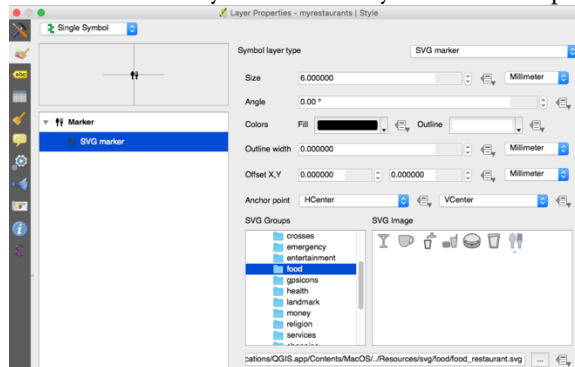 Layer Properties - myrestaurants | Style
Single Symbol
Symbol layer type SVG marker
abc
Size 6.000000 Millimeter
Angle 0.00 °
Marker
Colors Fill Outline
SVG marker
Outline width 0.000000 Millimeter
Offset X,Y 0.000000 0.000000 Millimeter
Anchor point HCenter VCenter
SVG Groups SVG Image
crosses
emergency
entertainment
food
gpsicons
health
landmark
money
religion
services
cations/QGIS.app/Contents/MacOS/../Resources/svg/food/food_restaurant.svg ...